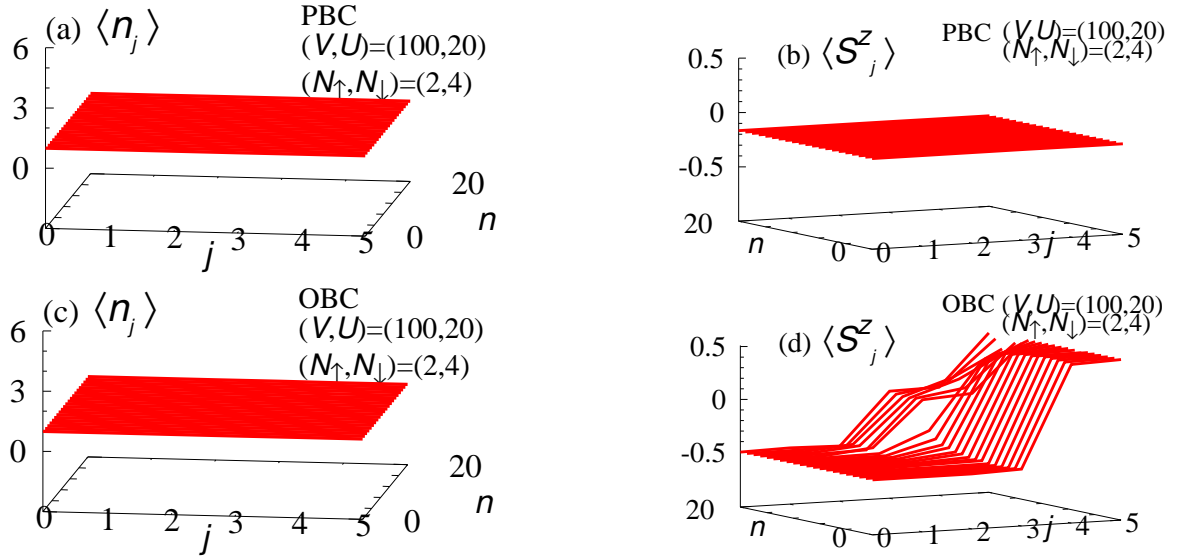 (a) ⟨n_j⟩
PBC
(V,U)=(100,20)
(N↑,N↓)=(2,4)
6
3
0
0 1 2 3 4 5
j
0 20
n
(b) ⟨S^z_j⟩
PBC (V,U)=(100,20)
(N↑,N↓)=(2,4)
0.5
0
-0.5
20 0
n
0 1 2 3 4 5
j
(c) ⟨n_j⟩
OBC
(V,U)=(100,20)
(N↑,N↓)=(2,4)
6
3
0
0 1 2 3 4 5
j
0 20
n
(d) ⟨S^z_j⟩
OBC (V,U)=(100,20)
(N↑,N↓)=(2,4)
0.5
0
-0.5
20 0
n
0 1 2 3 4 5
j